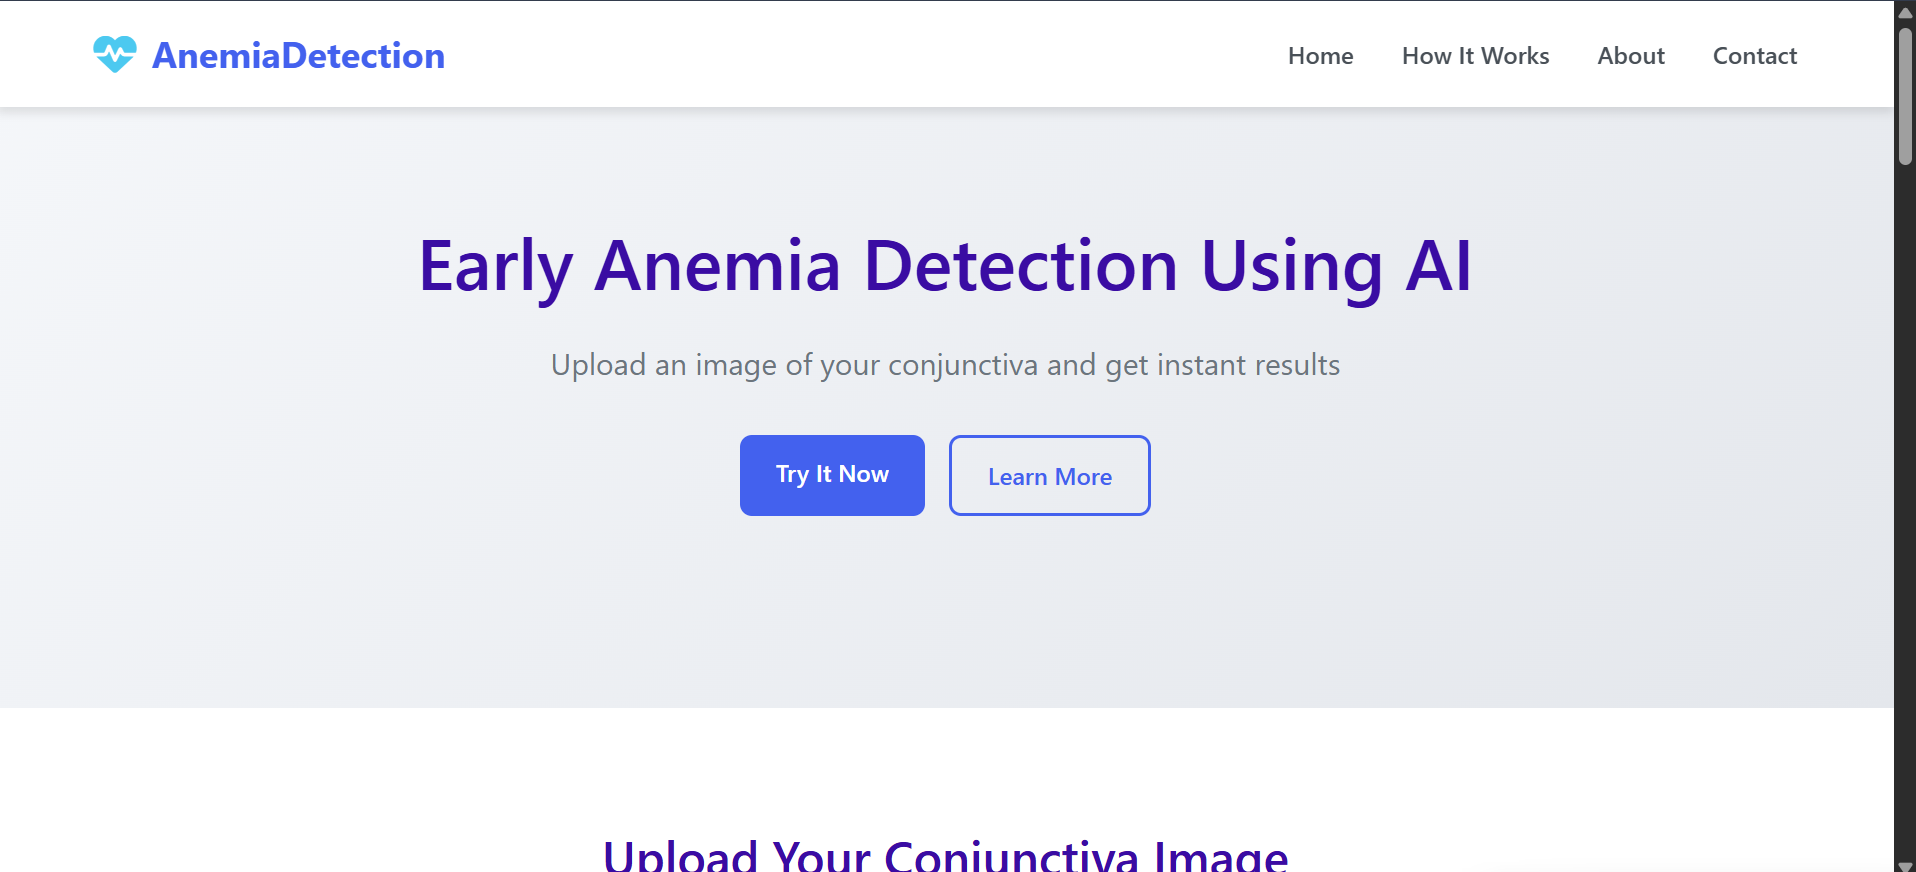 AnemiaDetection
Home How It Works About Contact
Early Anemia Detection Using AI
Upload an image of your conjunctiva and get instant results
Try It Now Learn More
Upload Your Conjunctiva Image